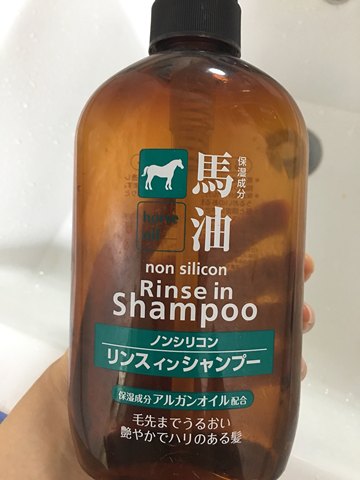 保湿成分
馬油
horse oil
non silicon
Rinse in
Shampoo
ノンシリコン
リンスインシャンプー
保湿成分 アルガンオイル 配合
毛先までうるおい
艶やかでハリのある髪